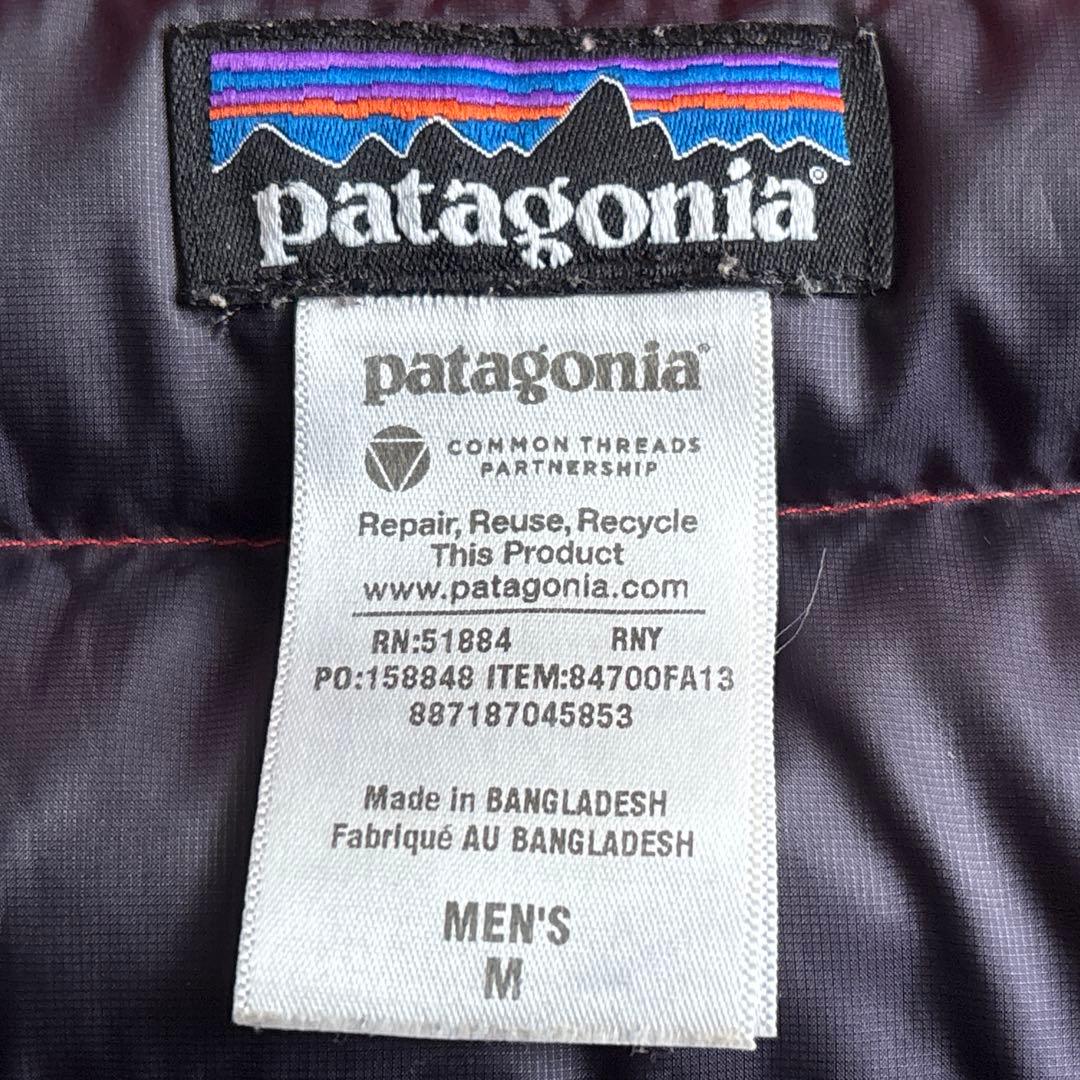 patagonia®
patagonia®
COMMON THREADS
PARTNERSHIP
Repair, Reuse, Recycle
This Product
www.patagonia.com
RN:51884 RNY
PO:158848 ITEM:84700FA13
887187045853
Made in BANGLADESH
Fabriqué AU BANGLADESH
MEN'S
M